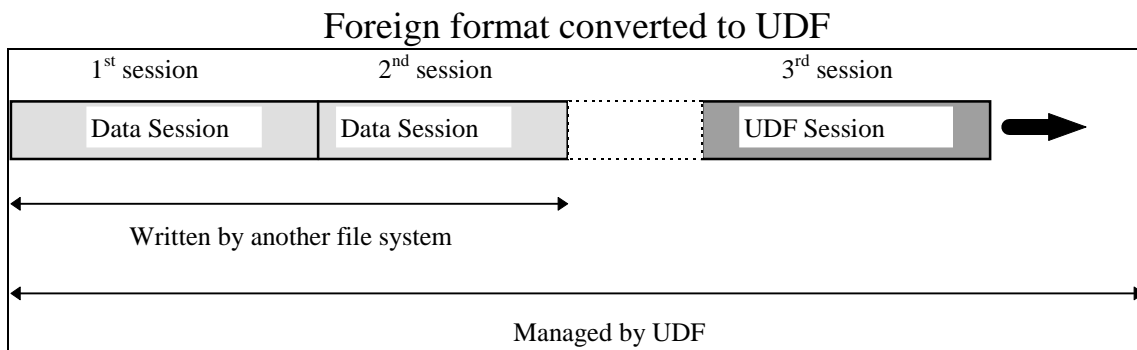 Foreign format converted to UDF
1st session 2nd session 3rd session
Data Session Data Session UDF Session
Written by another file system
Managed by UDF